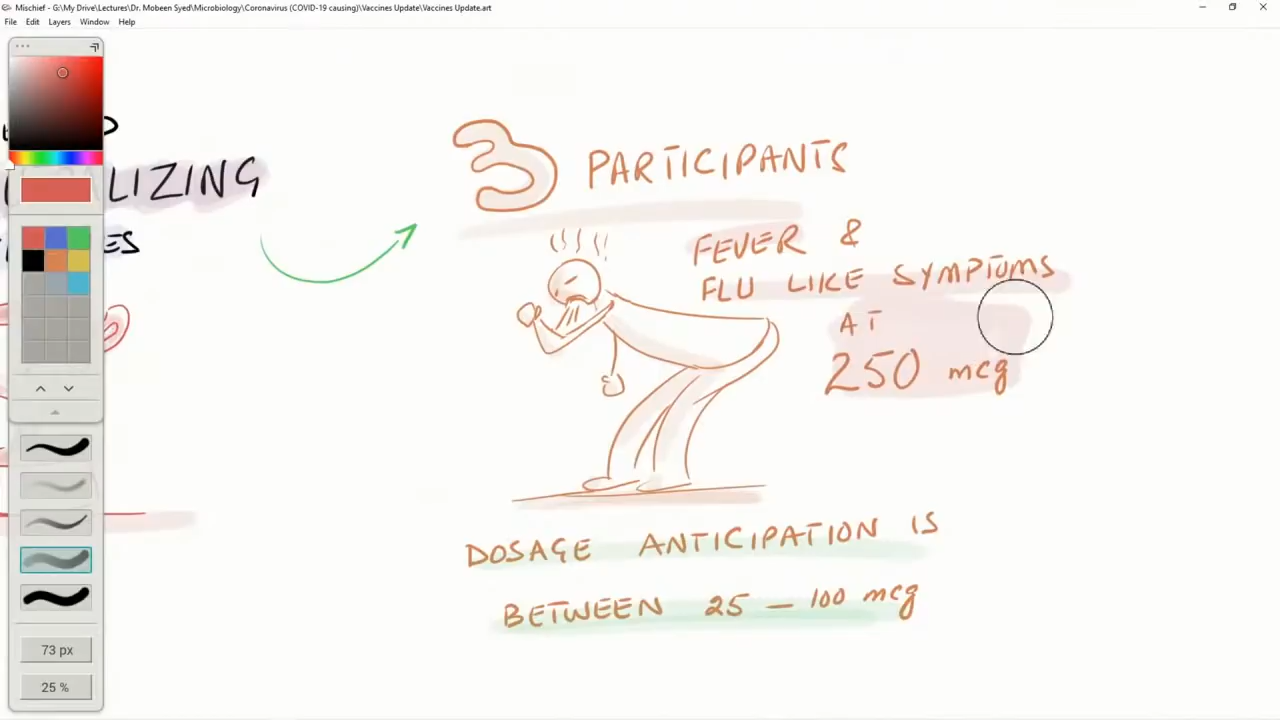 Mischief - G:\My Drive\Lectures\Dr. Mobeen Syed\Microbiology\Coronavirus (COVID-19 causing)\Vaccines Update\Vaccines Update.art
File Edit Layers Window Help
LIZING
ES
3 PARTICIPANTS
FEVER &
FLU LIKE SYMPTOMS
AT
250 mcg
DOSAGE ANTICIPATION IS
BETWEEN 25 - 100 mcg
73 px
25 %